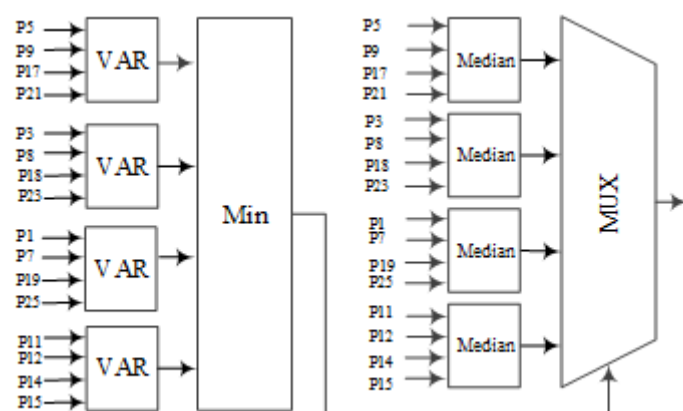 P5
P9
P17
P21
VAR
P3
P8
P18
P23
VAR
P1
P7
P19
P25
VAR
P11
P12
P14
P15
VAR
Min
P5
P9
P17
P21
Median
P3
P8
P18
P23
Median
P1
P7
P19
P25
Median
P11
P12
P14
P15
Median
MUX